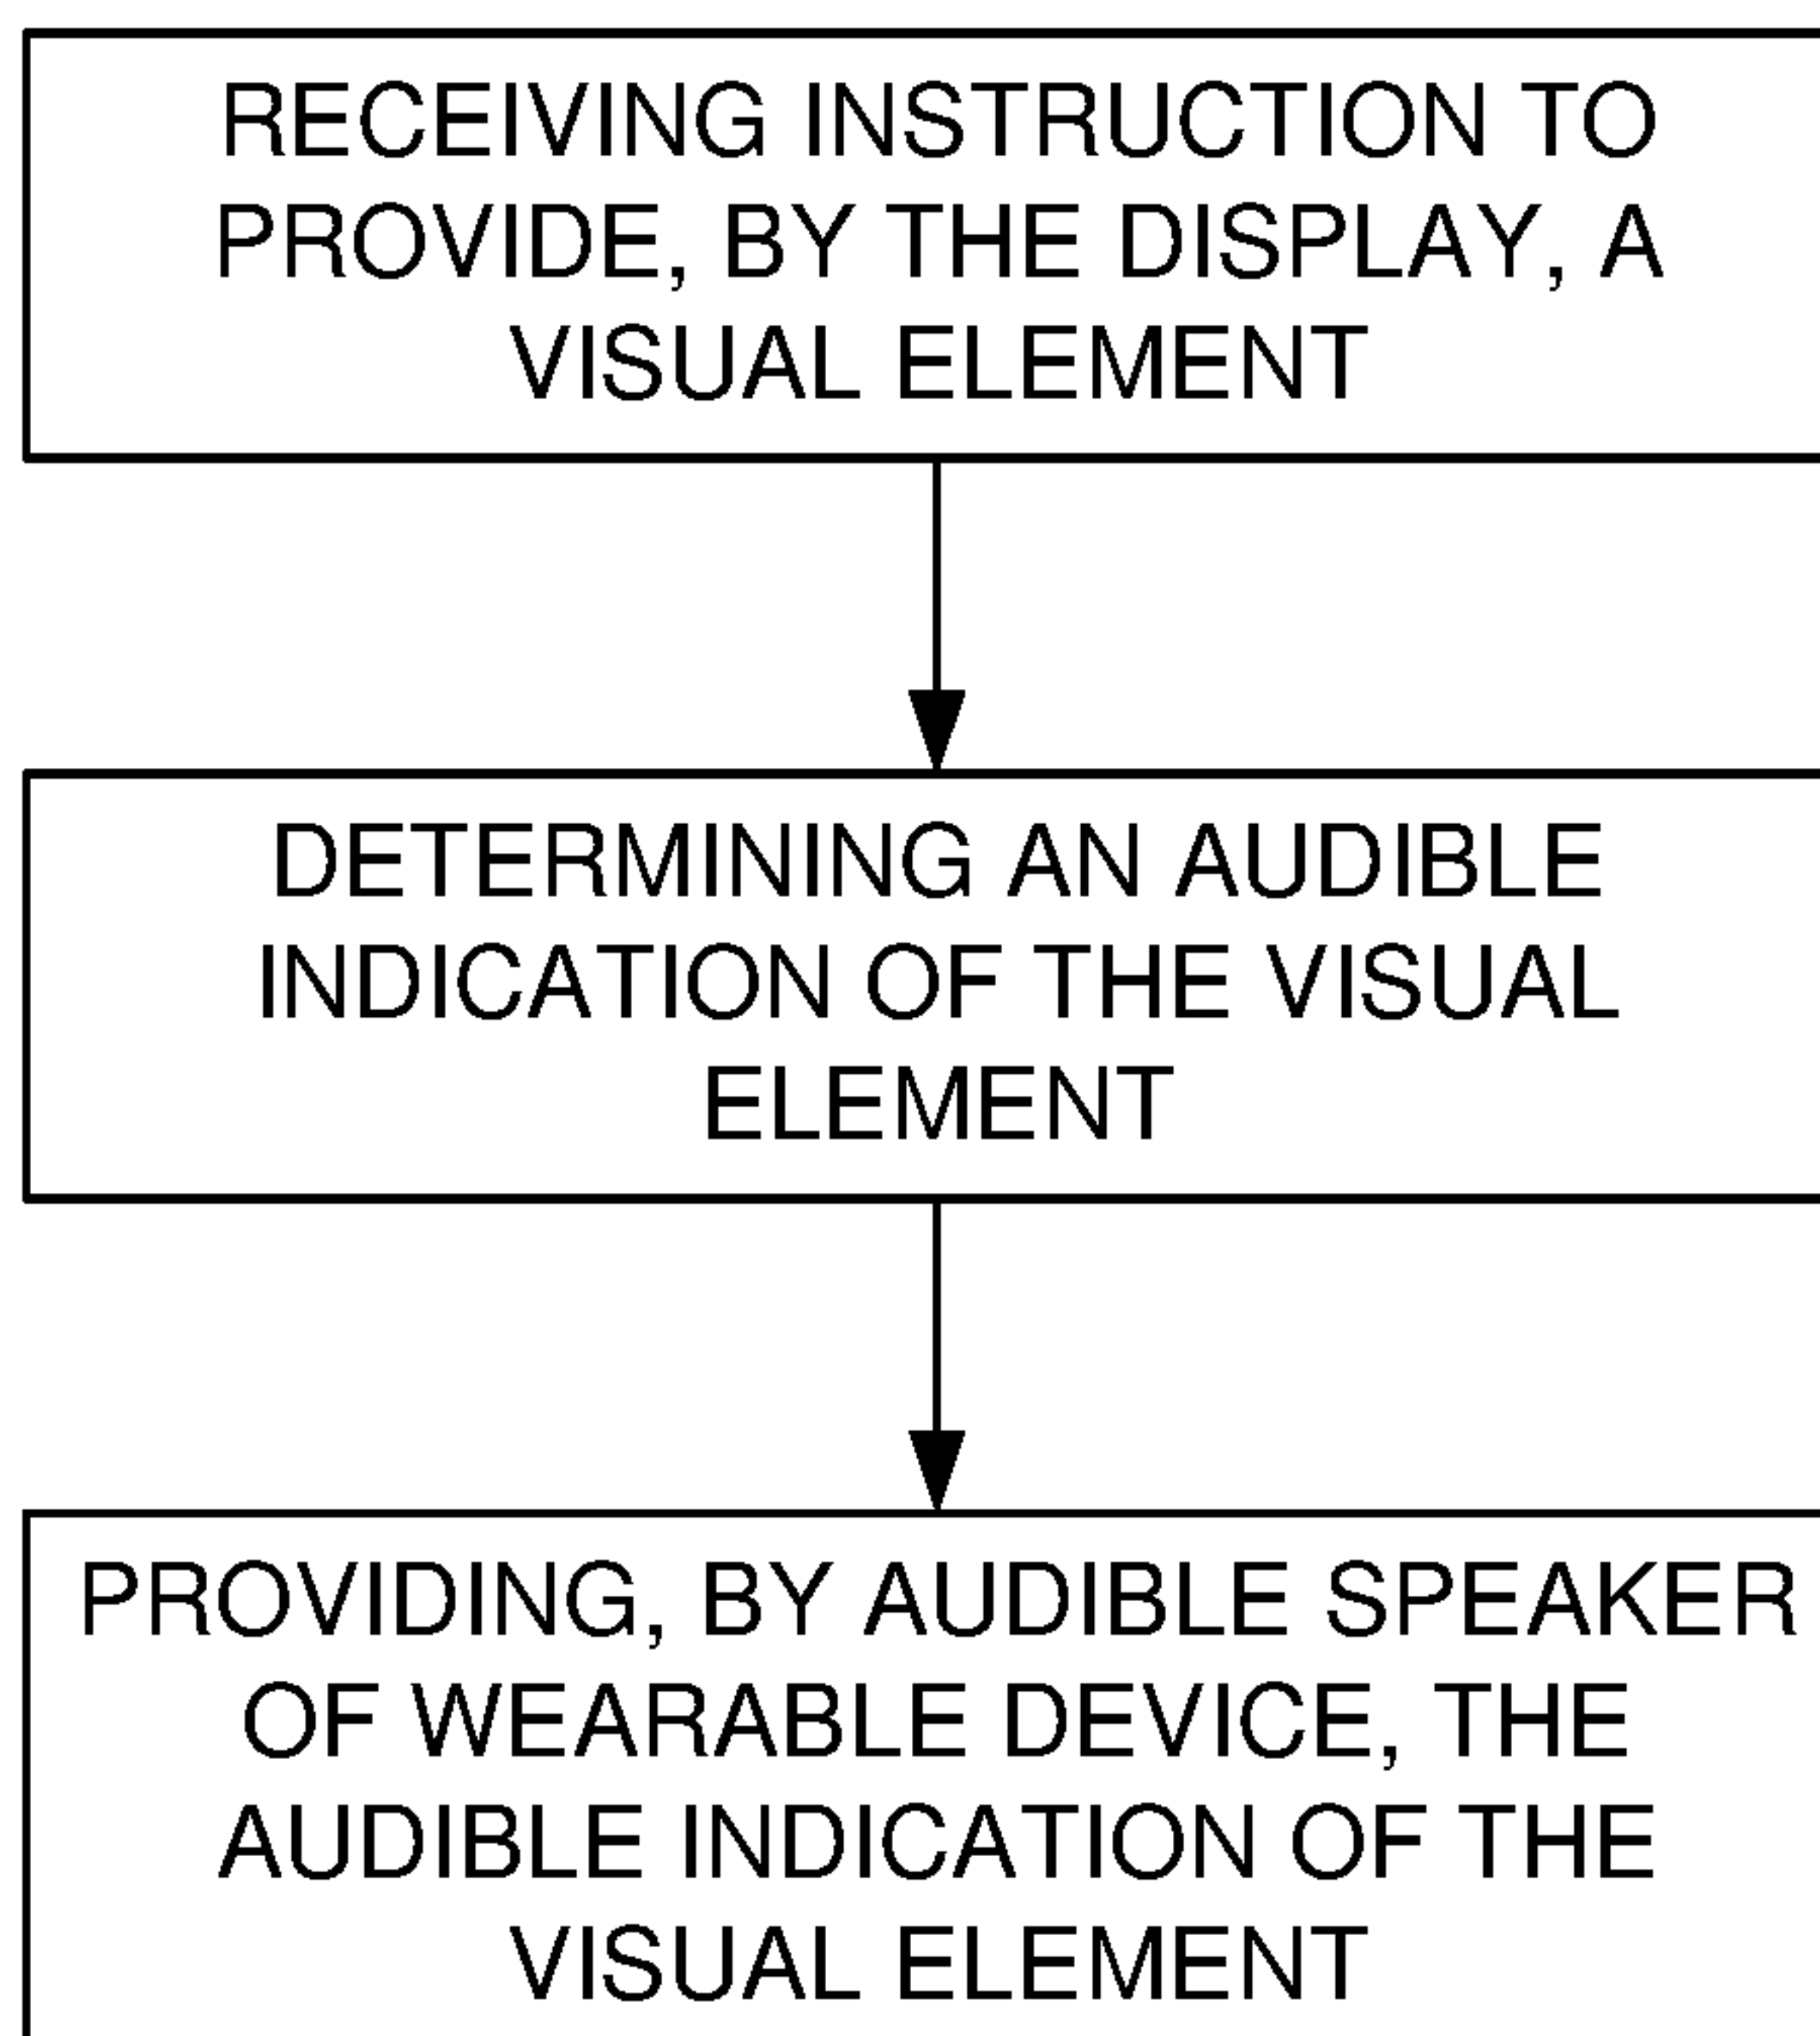 RECEIVING INSTRUCTION TO
PROVIDE, BY THE DISPLAY, A
VISUAL ELEMENT
DETERMINING AN AUDIBLE
INDICATION OF THE VISUAL
ELEMENT
PROVIDING, BY AUDIBLE SPEAKER
OF WEARABLE DEVICE, THE
AUDIBLE INDICATION OF THE
VISUAL ELEMENT